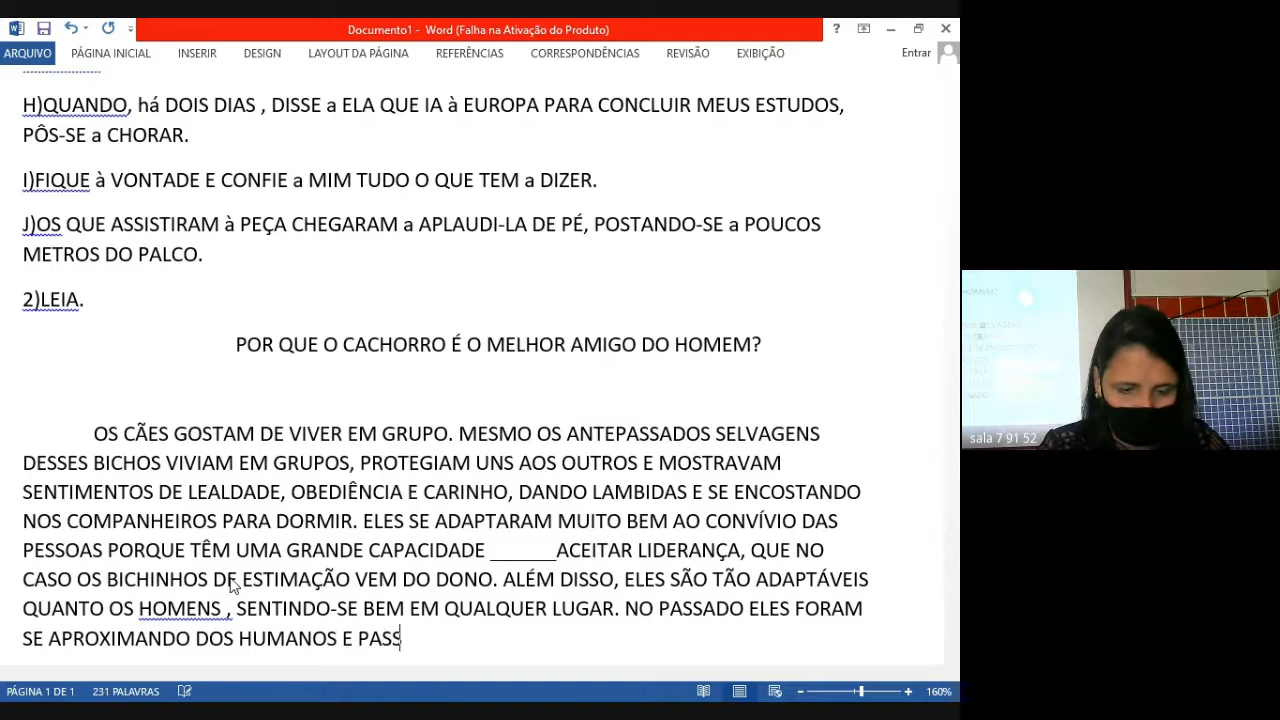 Documento1 - Word (Falha na Ativação do Produto)
ARQUIVO PÁGINA INICIAL INSERIR DESIGN LAYOUT DA PÁGINA REFERÊNCIAS CORRESPONDÊNCIAS REVISÃO EXIBIÇÃO Entrar
H)QUANDO, há DOIS DIAS , DISSE a ELA QUE IA à EUROPA PARA CONCLUIR MEUS ESTUDOS,
PÔS-SE a CHORAR.
I)FIQUE à VONTADE E CONFIE a MIM TUDO O QUE TEM a DIZER.
J)OS QUE ASSISTIRAM à PEÇA CHEGARAM a APLAUDI-LA DE PÉ, POSTANDO-SE a POUCOS
METROS DO PALCO.
2)LEIA.
POR QUE O CACHORRO É O MELHOR AMIGO DO HOMEM?
OS CÃES GOSTAM DE VIVER EM GRUPO. MESMO OS ANTEPASSADOS SELVAGENS
DESSES BICHOS VIVIAM EM GRUPOS, PROTEGIAM UNS AOS OUTROS E MOSTRAVAM
SENTIMENTOS DE LEALDADE, OBEDIÊNCIA E CARINHO, DANDO LAMBIDAS E SE ENCOSTANDO
NOS COMPANHEIROS PARA DORMIR. ELES SE ADAPTARAM MUITO BEM AO CONVÍVIO DAS
PESSOAS PORQUE TÊM UMA GRANDE CAPACIDADE ______ACEITAR LIDERANÇA, QUE NO
CASO OS BICHINHOS DE ESTIMAÇÃO VEM DO DONO. ALÉM DISSO, ELES SÃO TÃO ADAPTÁVEIS
QUANTO OS HOMENS , SENTINDO-SE BEM EM QUALQUER LUGAR. NO PASSADO ELES FORAM
SE APROXIMANDO DOS HUMANOS E PASS
sala 7 91 52
PÁGINA 1 DE 1 231 PALAVRAS 160%